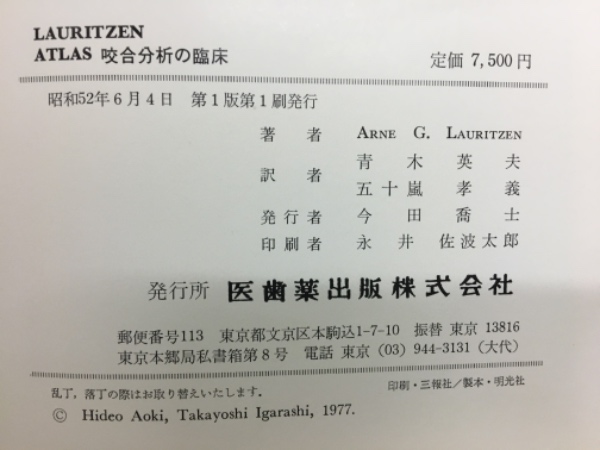 LAURITZEN
ATLAS 咬合分析の臨床 定価 7,500円
昭和52年6月4日 第1版第1刷発行
著者 ARNE G. LAURITZEN
訳者 青木英夫
五十嵐孝義
発行者 今田喬士
印刷者 永井佐波太郎
発行所 医歯薬出版株式会社
郵便番号113 東京都文京区本駒込1-7-10 振替 東京 13816
東京本郷局私書箱第8号 電話 東京 (03) 944-3131 (大代)
乱丁，落丁の際はお取り替えいたします． 印刷・三報社／製本・明光社
© Hideo Aoki, Takayoshi Igarashi, 1977.